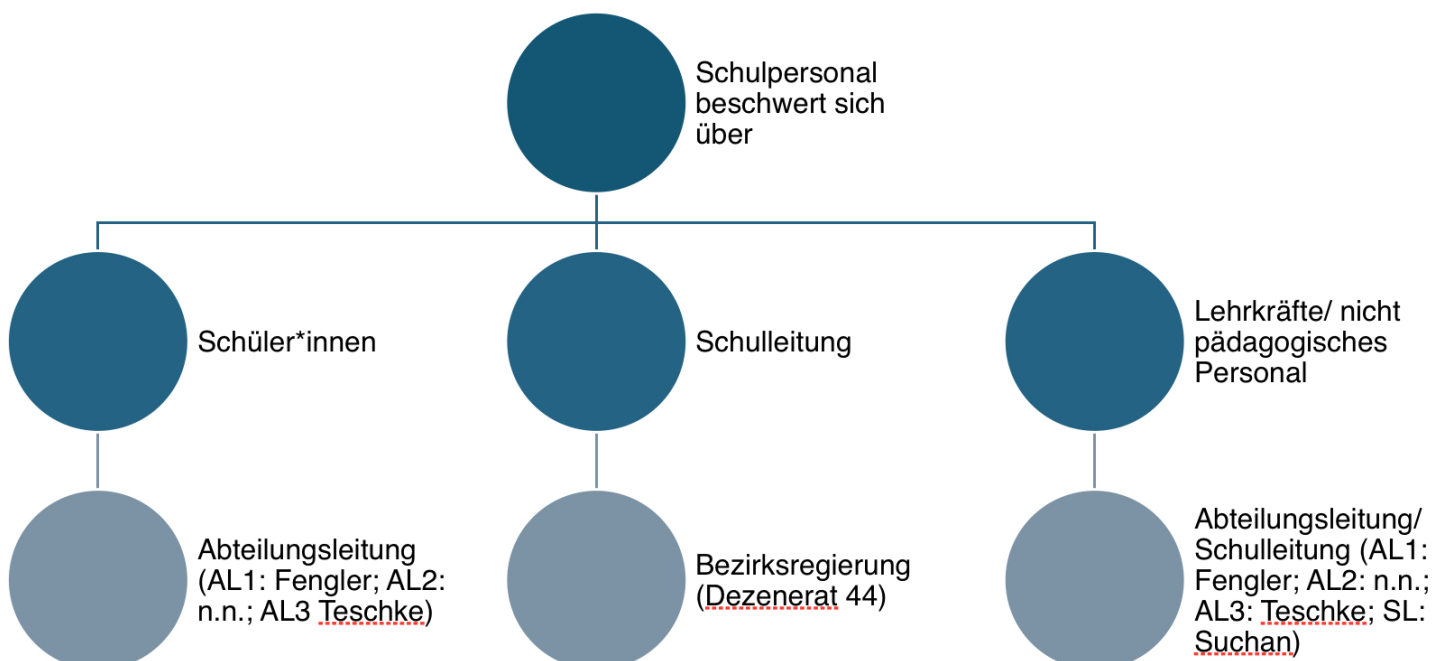 Schulpersonal
beschwert sich
über
Schüler*innen
Schulleitung
Lehrkräfte/ nicht
pädagogisches
Personal
Abteilungsleitung
(AL1: Fengler; AL2:
n.n.; AL3 Teschke)
Bezirksregierung
(Dezenerat 44)
Abteilungsleitung/
Schulleitung (AL1:
Fengler; AL2: n.n.;
AL3: Teschke; SL:
Suchan)